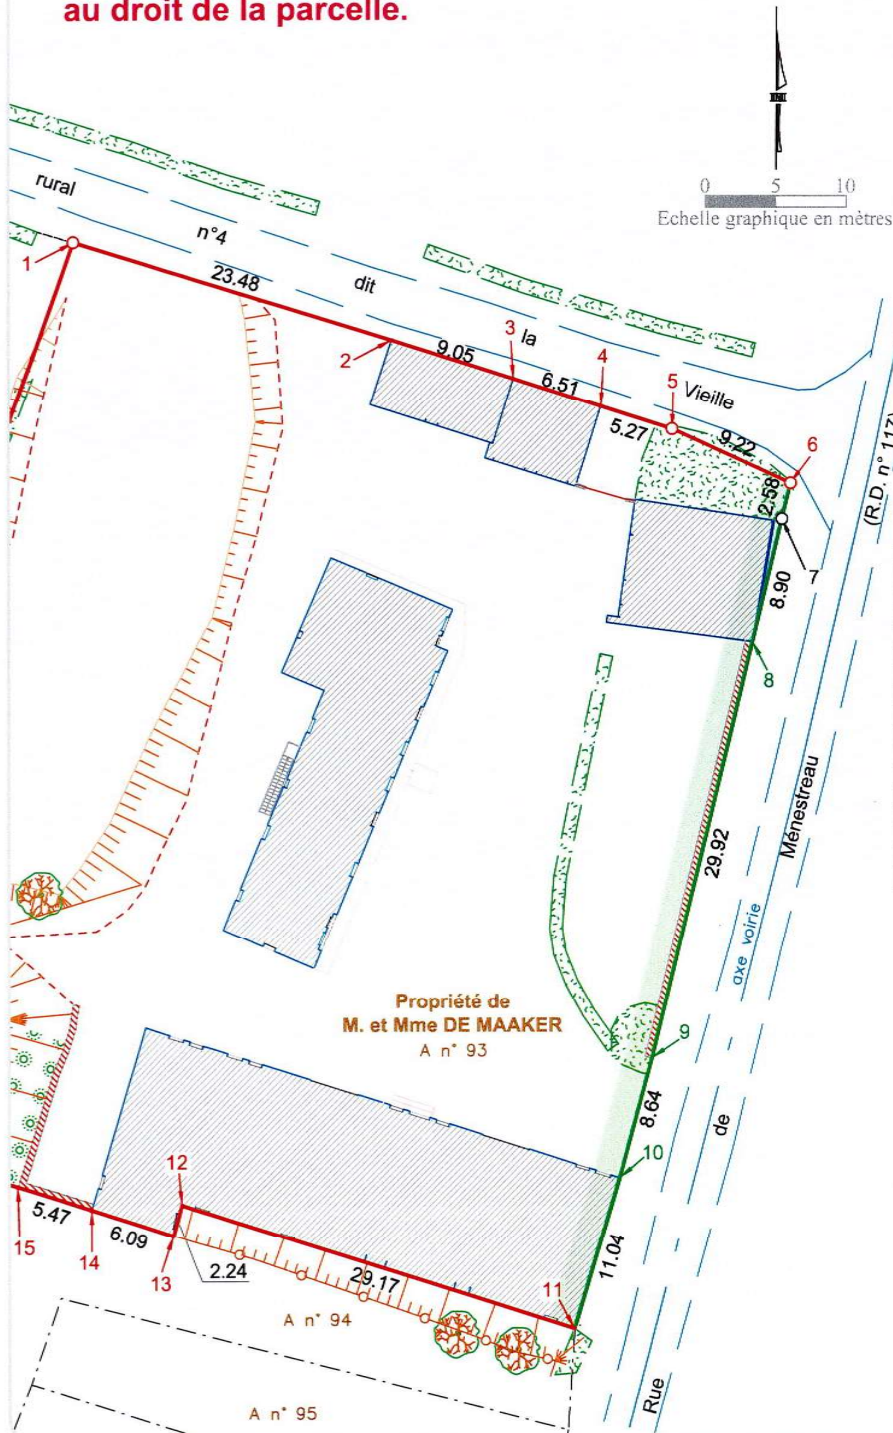 au droit de la parcelle.
0 5 10
Echelle graphique en mètres
rural
n°4
dit
la
Vieille
1
23.48
2
9.05
3
6.51
4
5.27
5
9.22
6
2.58
7
(R.D. n° 117)
8.90
8
29.92
Ménestreau
axe voirie
Propriété de
M. et Mme DE MAAKER
A n° 93
9
8.64
de
10
12
11.04
15
5.47
14
6.09
13
2.24
29.17
11
A n° 94
Rue
A n° 95